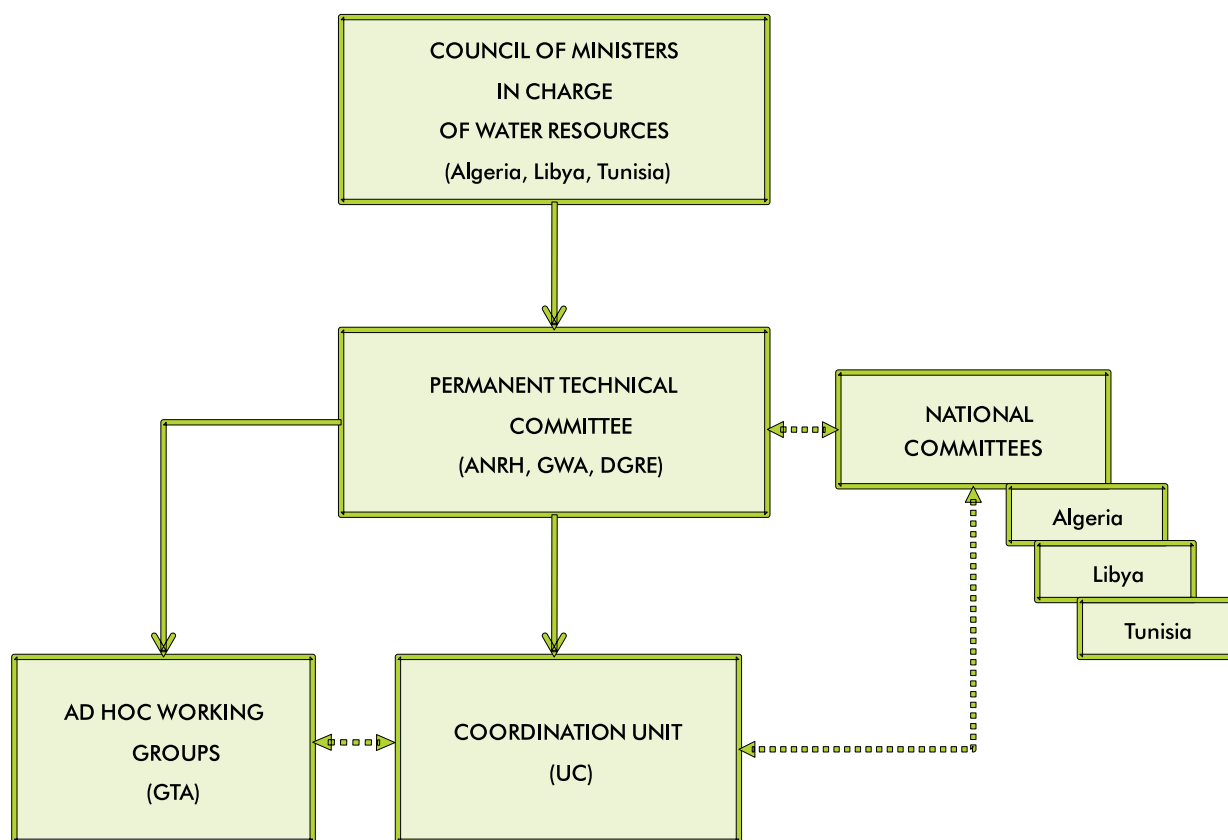 COUNCIL OF MINISTERS
IN CHARGE
OF WATER RESOURCES
(Algeria, Libya, Tunisia)
PERMANENT TECHNICAL
COMMITTEE
(ANRH, GWA, DGRE)
NATIONAL
COMMITTEES
Algeria
Libya
Tunisia
AD HOC WORKING
GROUPS
(GTA)
COORDINATION UNIT
(UC)